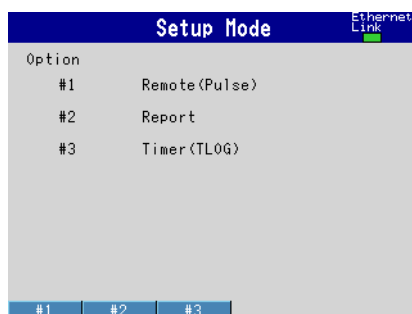 Setup Mode
Ethernet
Link
Option
#1 Remote(Pulse)
#2 Report
#3 Timer(TLOG)
#1 #2 #3